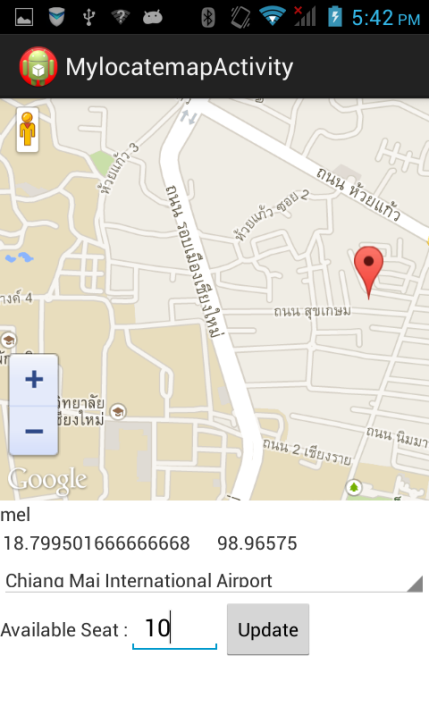 5:42 PM
MylocatemapActivity
ห้วยแก้ว 3
ถนน ห้วยแก้ว
ห้วยแก้ว ซอย 2
ถนน รอบเมืองเชียงใหม่
างค์ 4
ถนน สุขเกษม
+
วิทยาลัย
เชียงใหม่
−
ถนน นิมมา
ถนน 2 เชียงราย
Google
mel
18.799501666666668 98.96575
Chiang Mai International Airport
Available Seat : 10 Update